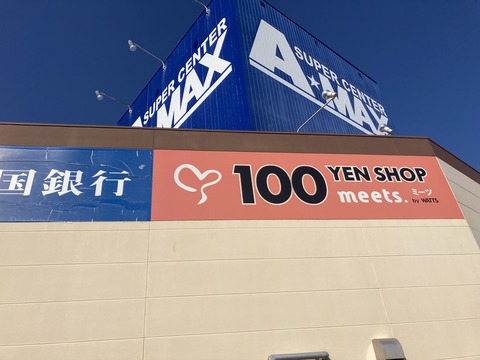 SUPER CENTER
A★MAX
SUPER CENTER
A★MAX
国銀行
100 YEN SHOP
meets. ミーツ
by WATTS